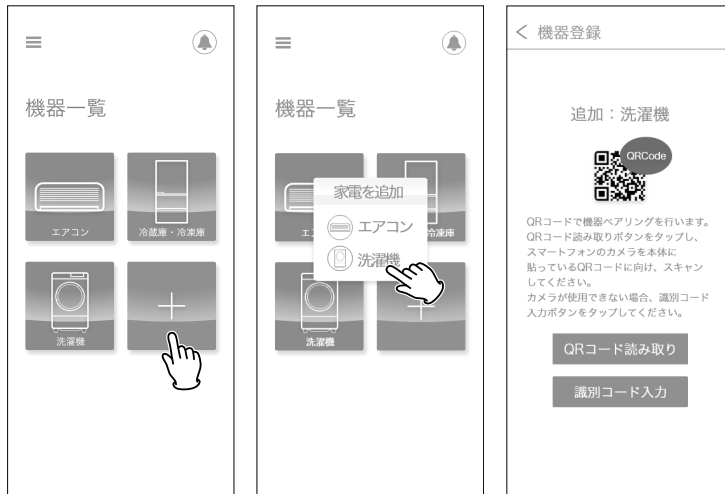 機器一覧
エアコン
冷蔵庫・冷凍庫
洗濯機
機器一覧
家電を追加
エアコン
洗濯機
エ
冷凍庫
洗濯機
機器登録
追加：洗濯機
QRCode
QRコードで機器ペアリングを行います。
QRコード読み取りボタンをタップし、
スマートフォンのカメラを本体に
貼っているQRコードに向け、スキャン
してください。
カメラが使用できない場合、識別コード
入力ボタンをタップしてください。
QRコード読み取り
識別コード入力